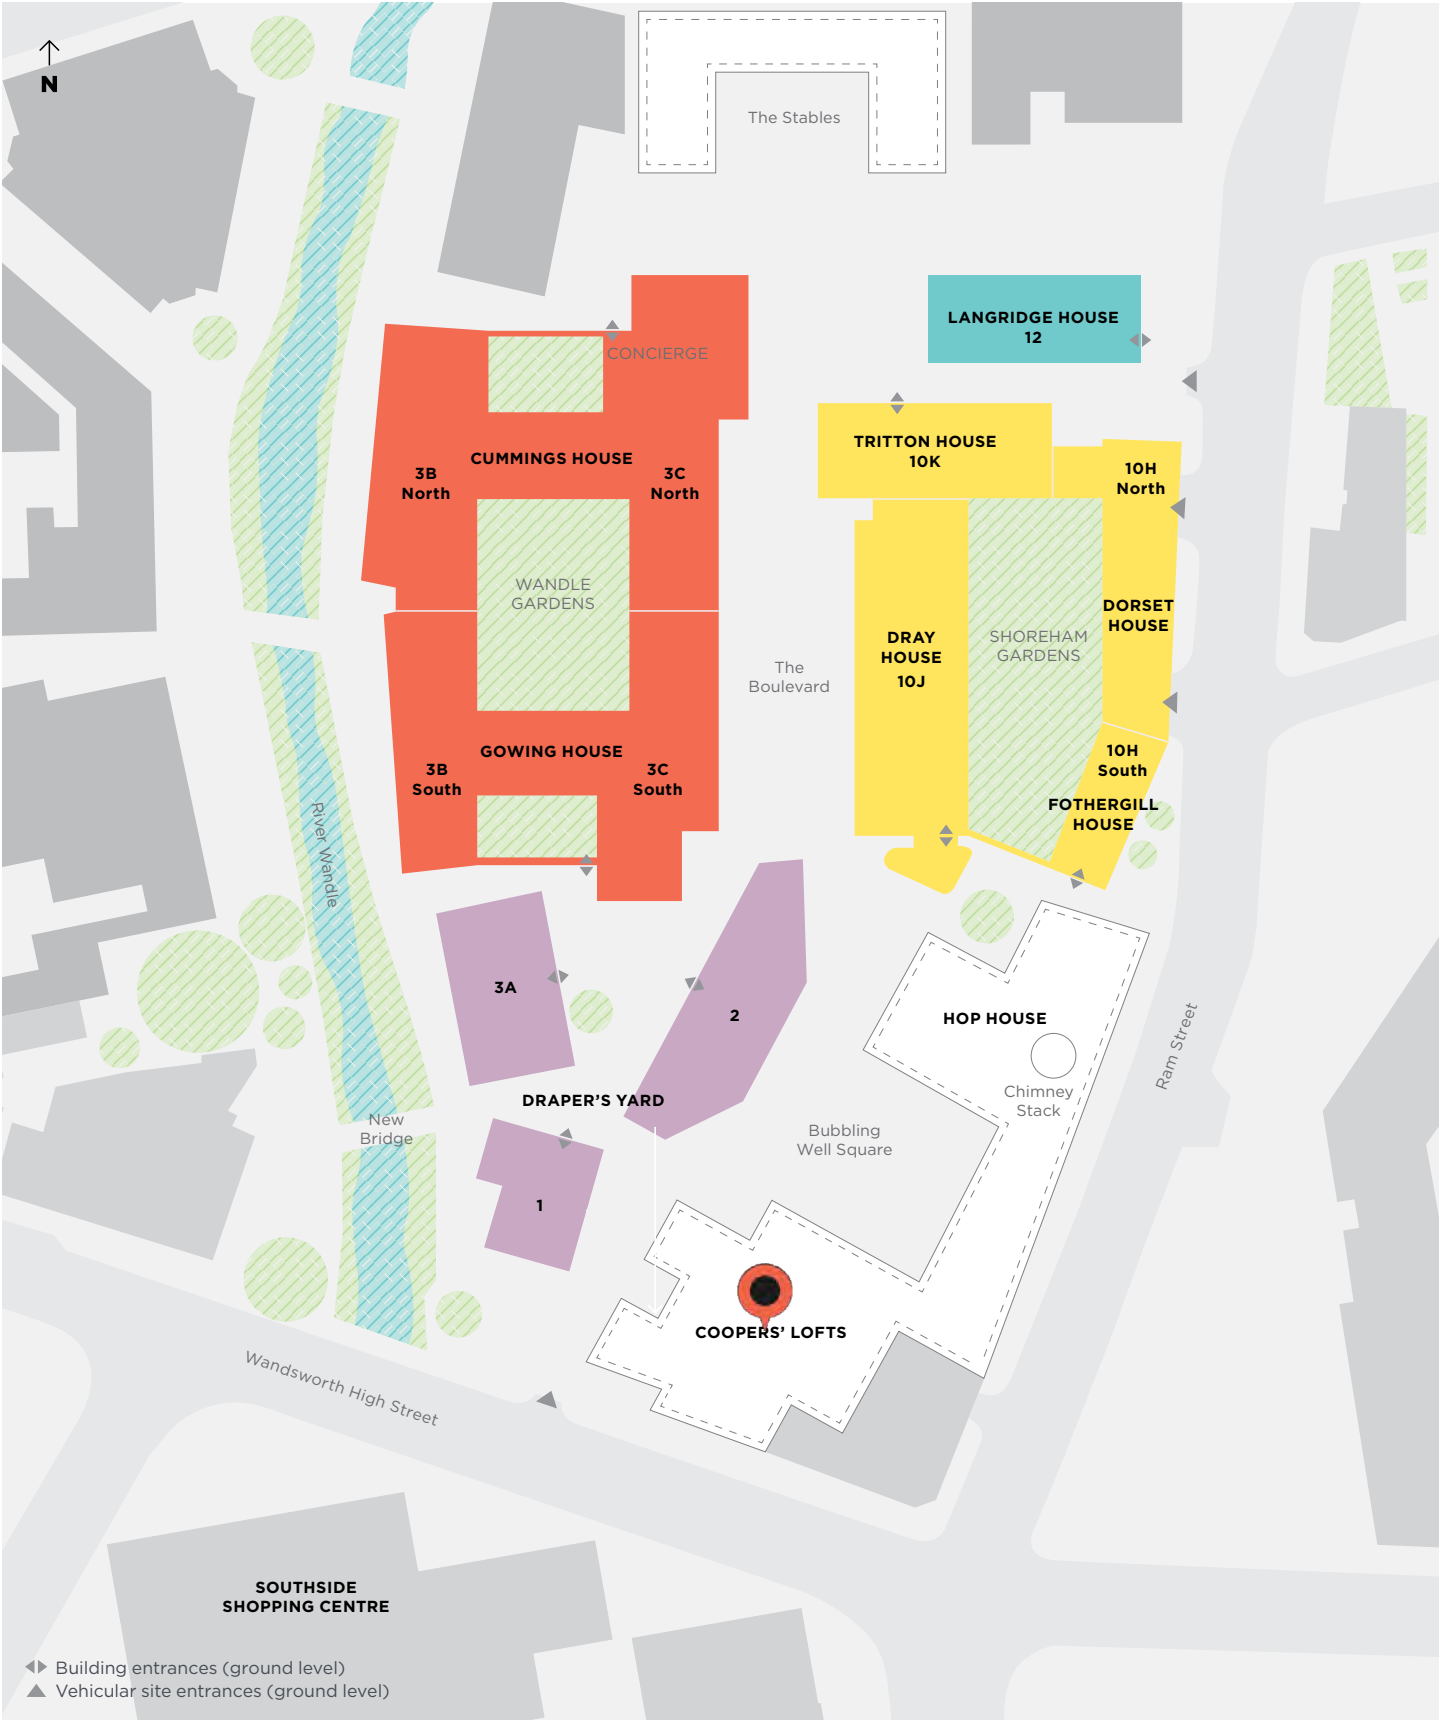 N
The Stables
LANGRIDGE HOUSE
12
CONCIERGE
TRITTON HOUSE
10K
CUMMINGS HOUSE
3B
North
3C
North
10H
North
WANDLE
GARDENS
DORSET
HOUSE
DRAY
HOUSE
10J
SHOREHAM
GARDENS
The
Boulevard
GOWING HOUSE
3B
South
3C
South
10H
South
FOTHERGILL
HOUSE
River Wandle
3A
2
HOP HOUSE
Chimney
Stack
Ram Street
DRAPER'S YARD
New
Bridge
Bubbling
Well Square
1
COOPERS' LOFTS
Wandsworth High Street
SOUTHSIDE
SHOPPING CENTRE
Building entrances (ground level)
Vehicular site entrances (ground level)